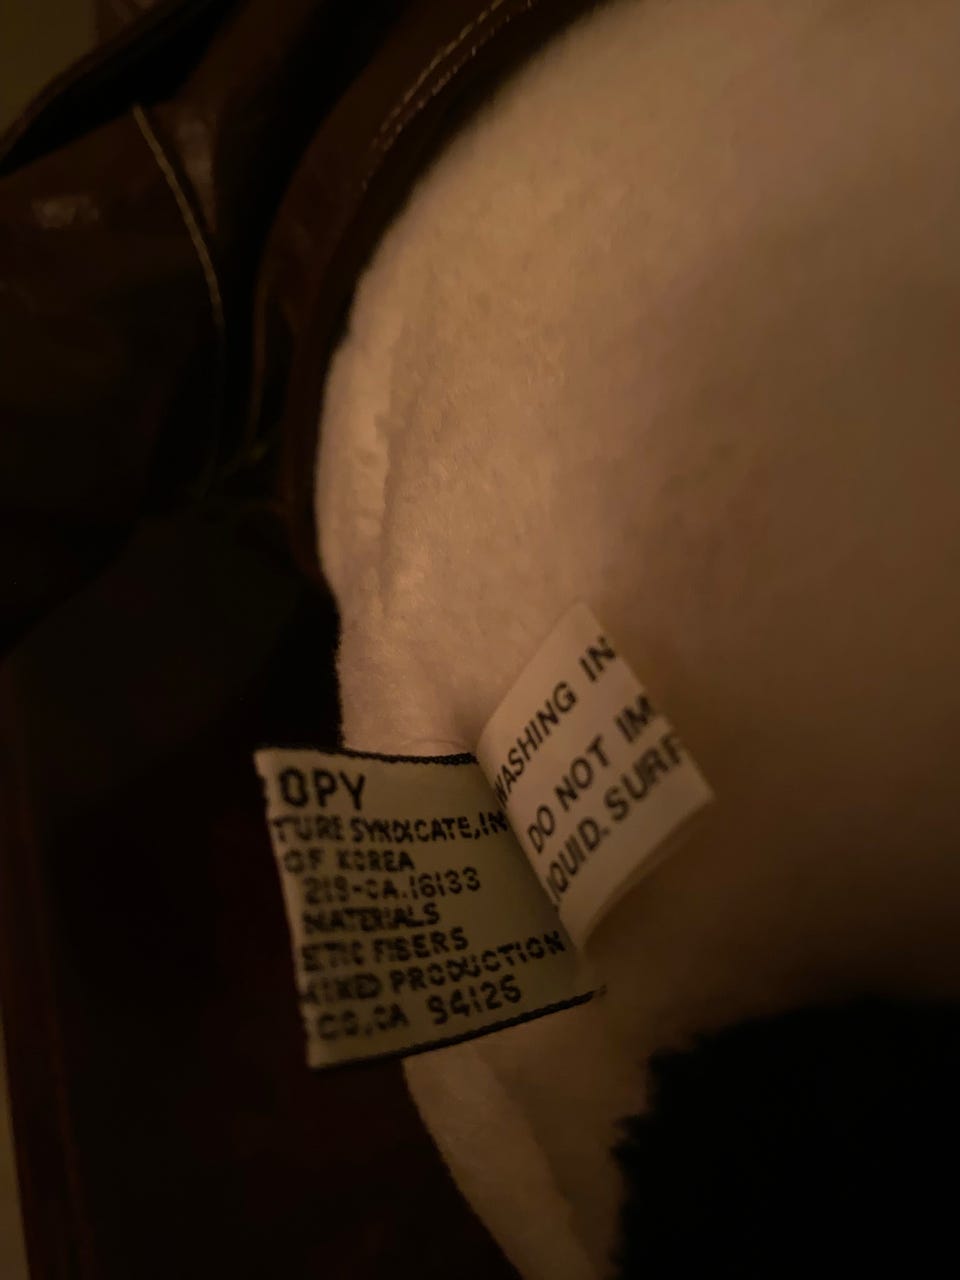 OPY
TURE SYNDICATE, IN
OF KOREA
219-CA.16133
MATERIALS
ETIC FIBERS
MIXED PRODUCTION
CO, CA 94125
WASHING IN
DO NOT IM
IQUID. SURF